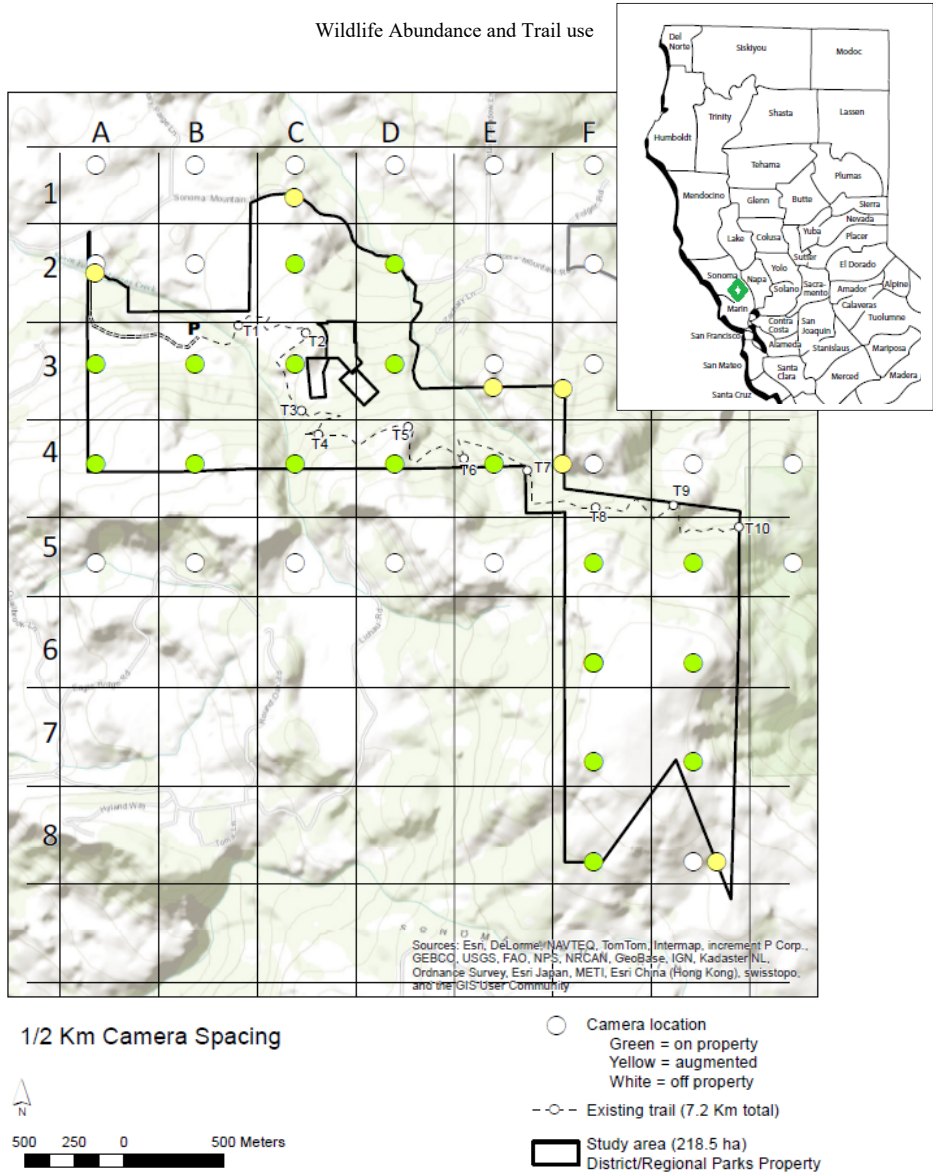 Wildlife Abundance and Trail use
Del
Norte
Siskiyou
Modoc
Humboldt
Trinity
Shasta
Lassen
Tehama
Plumas
Mendocino
Glenn
Butte
Sierra
Nevada
Lake
Colusa
Yuba
Placer
Sutter
Sonoma
Napa
Yolo
El Dorado
Alpine
Solano
Sacra-
mento
Amador
Marin
Calaveras
Tuolumne
Contra
Costa
San
Joaquin
San Francisco
Alameda
Stanislaus
Mariposa
San Mateo
Santa
Clara
Merced
Madera
Santa Cruz
A B C D E F
1
Sonoma Mountain
2
P
T1
T2
3
T3
T4
T5
4
T6
T7
T8
T9
T10
5
6
7
Hyland Way
8
S O N O M
Sources: Esri, DeLorme, NAVTEQ, TomTom, Intermap, increment P Corp.,
GEBCO, USGS, FAO, NPS, NRCAN, GeoBase, IGN, Kadaster NL,
Ordnance Survey, Esri Japan, METI, Esri China (Hong Kong), swisstopo,
and the GIS User Community
1/2 Km Camera Spacing
Camera location
Green = on property
Yellow = augmented
White = off property
N
Existing trail (7.2 Km total)
500 250 0 500 Meters
Study area (218.5 ha)
District/Regional Parks Property